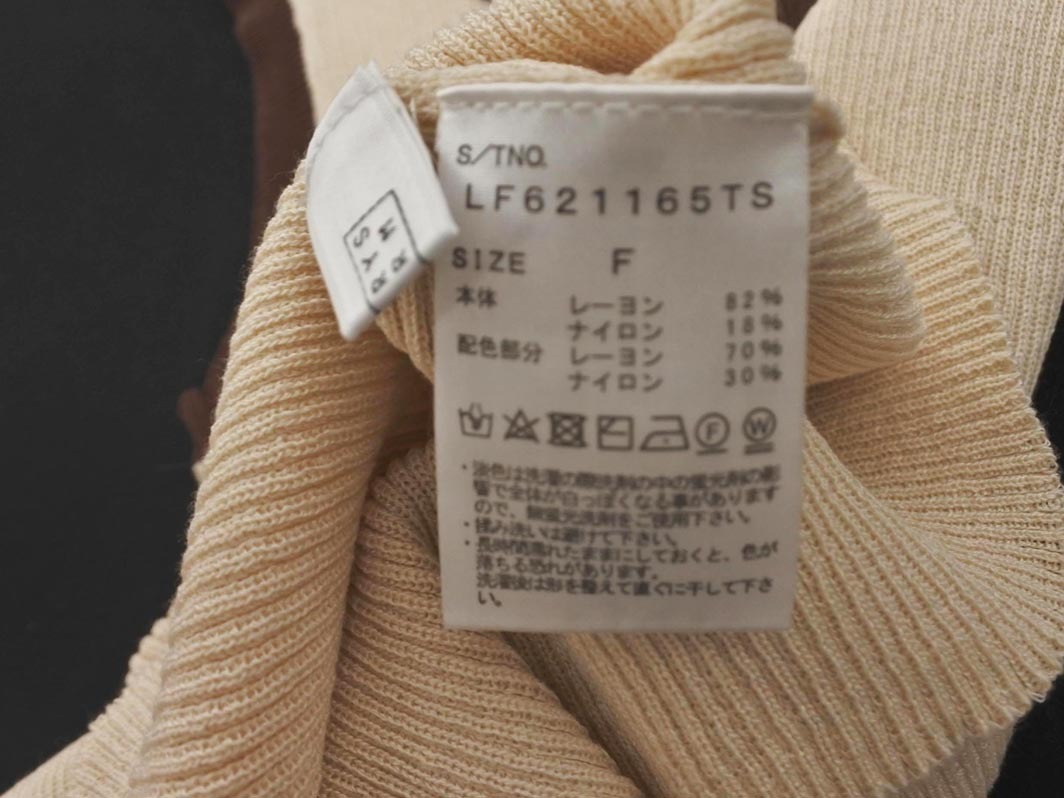 S/TNO.
LF621165TS
SIZE F
本体 レーヨン 82%
ナイロン 18%
配色部分 レーヨン 70%
ナイロン 30%
F
W
・淡色は洗濯の際洗剤の中の蛍光剤の影
響で全体が白っぽくなる事があります
ので、無蛍光洗剤をご使用下さい。
・揉み洗いは避けて下さい。
・長時間濡れたままにしておくと、色が
落ちる恐れがあります。
洗濯後は形を整えて直ぐに干して下さ
い。